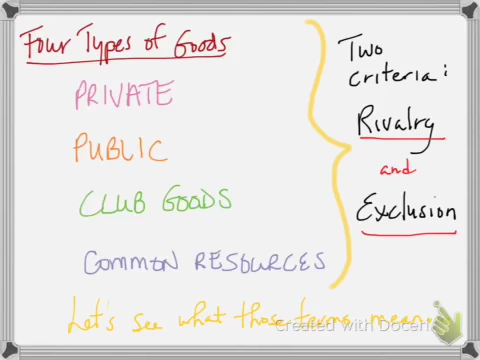 Four Types of Goods
PRIVATE
PUBLIC
CLUB GOODS
COMMON RESOURCES
Two
criteria:
Rivalry
and
Exclusion
Let's see what those terms mean.
Created with Doceri